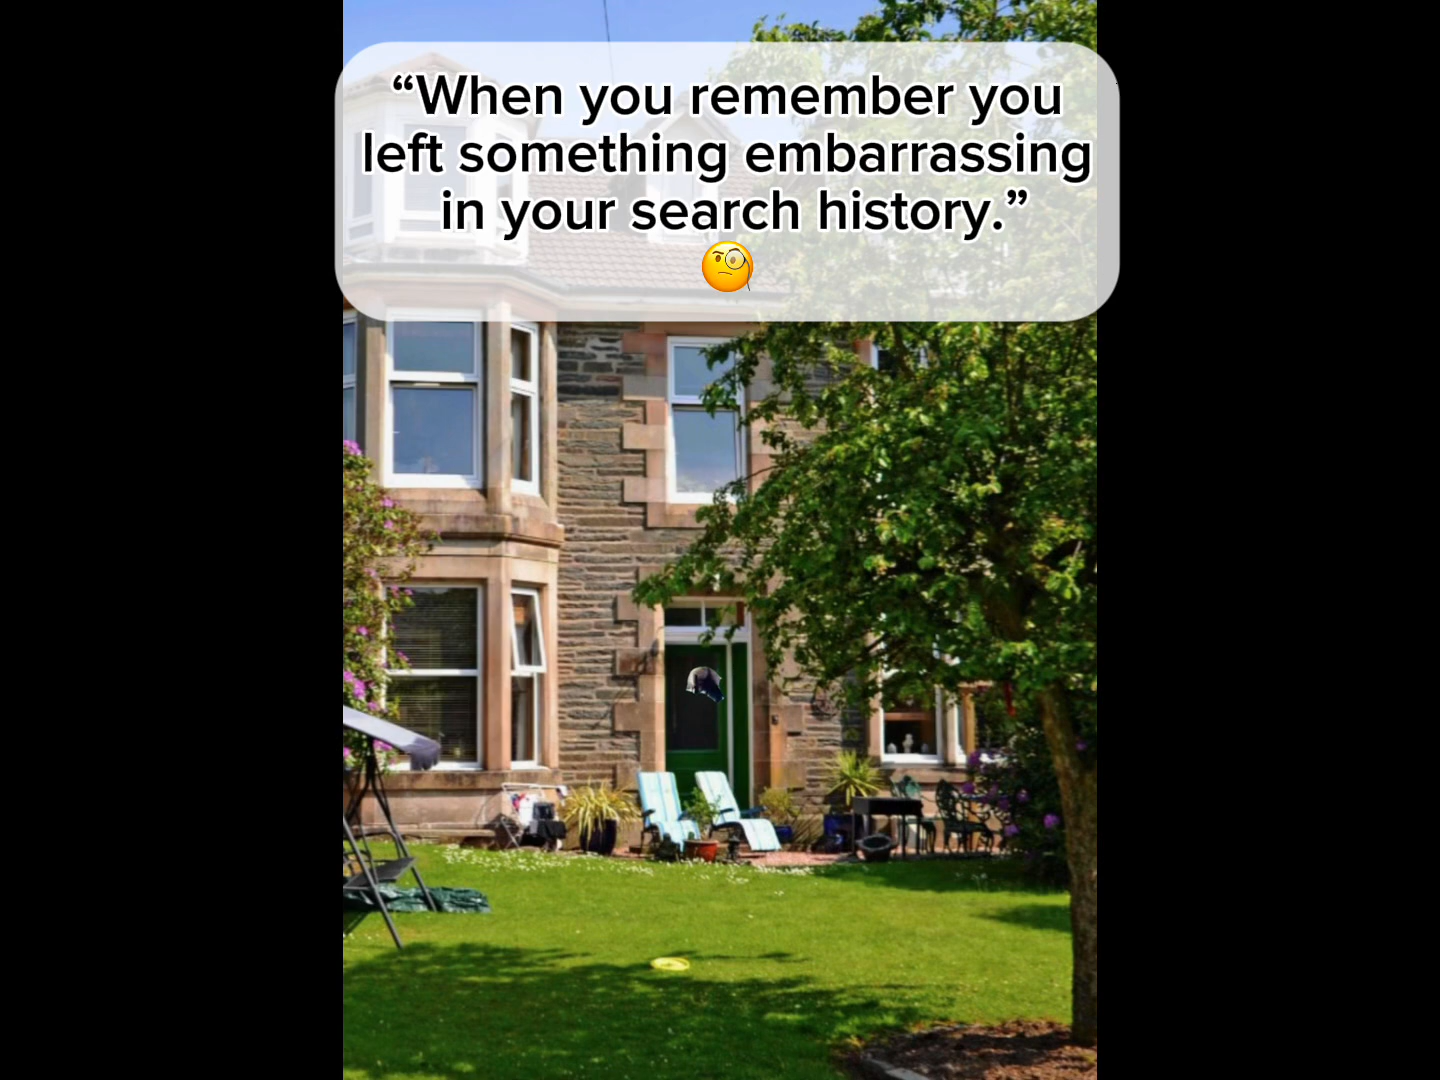 “When you remember you
left something embarrassing
in your search history.”
🧐